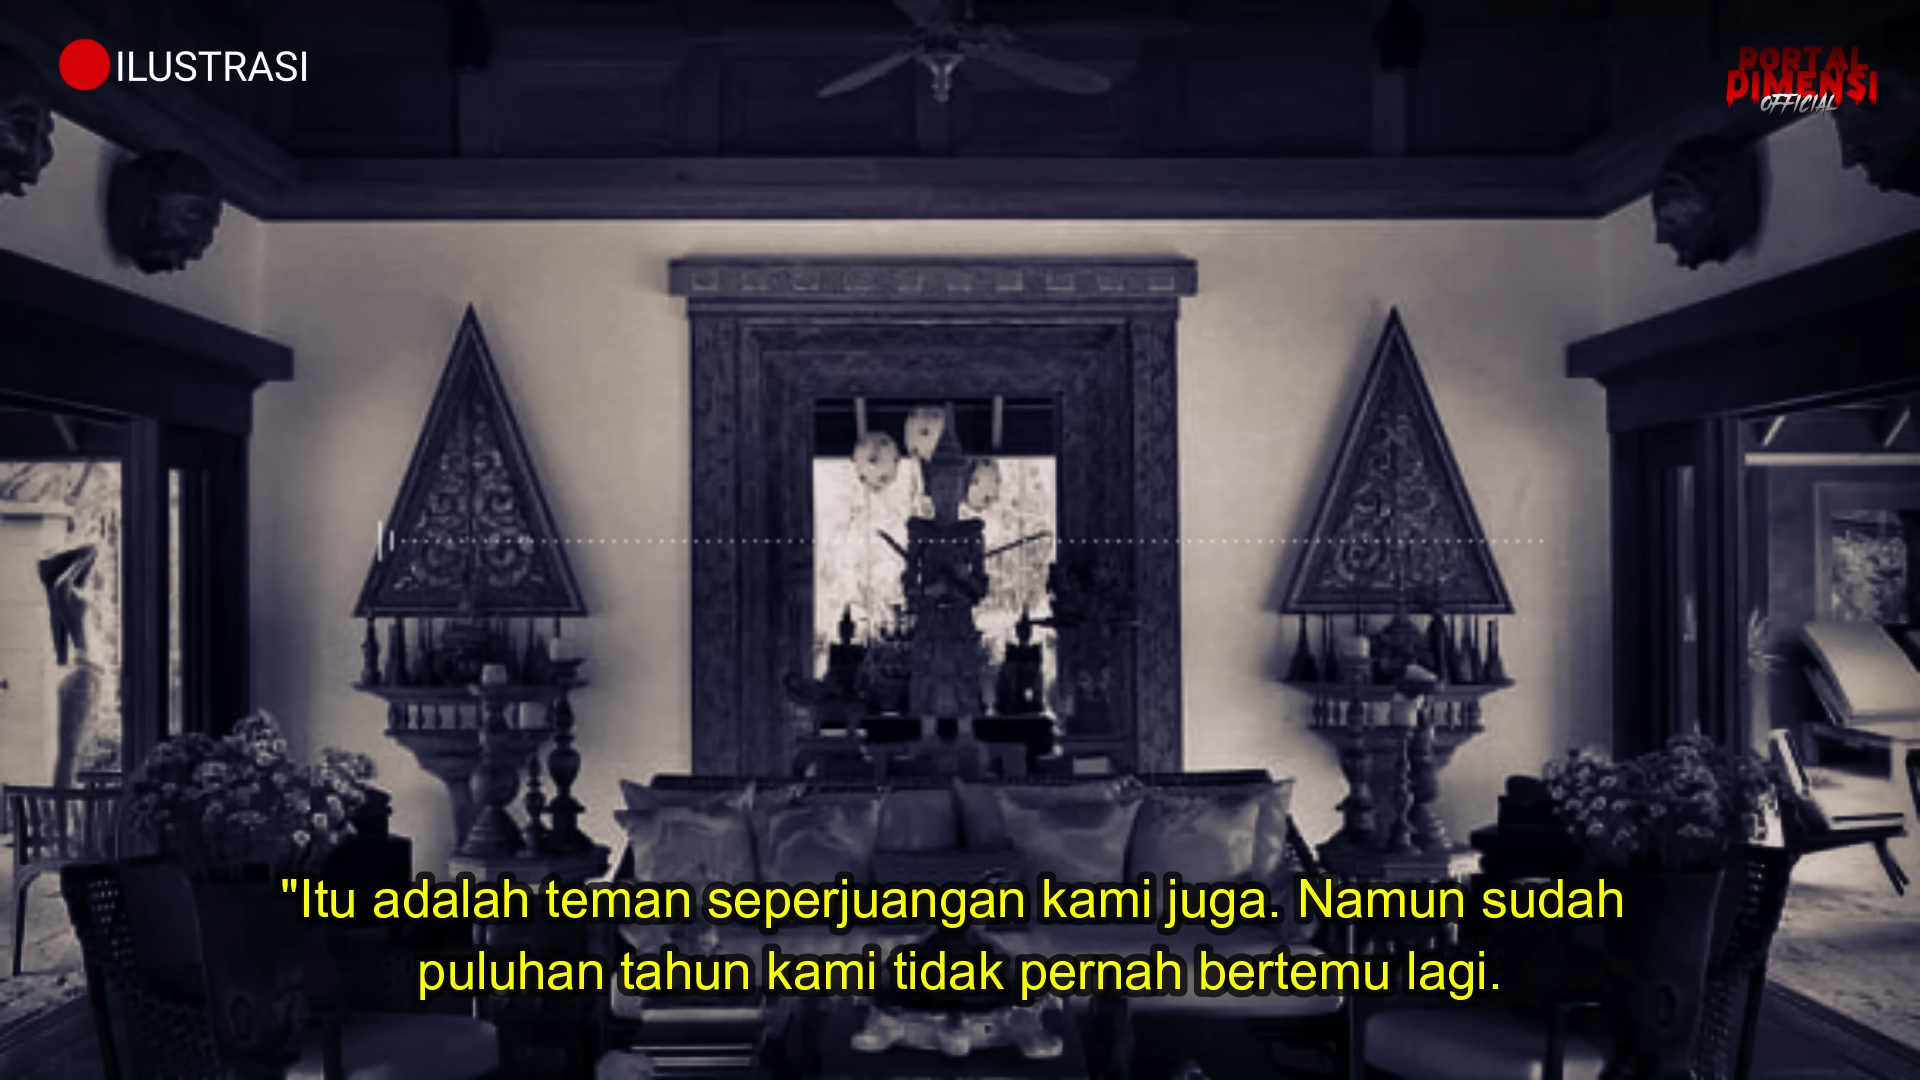 ILUSTRASI
PORTAL
DIMENSI
OFFICIAL
"Itu adalah teman seperjuangan kami juga. Namun sudah
puluhan tahun kami tidak pernah bertemu lagi.